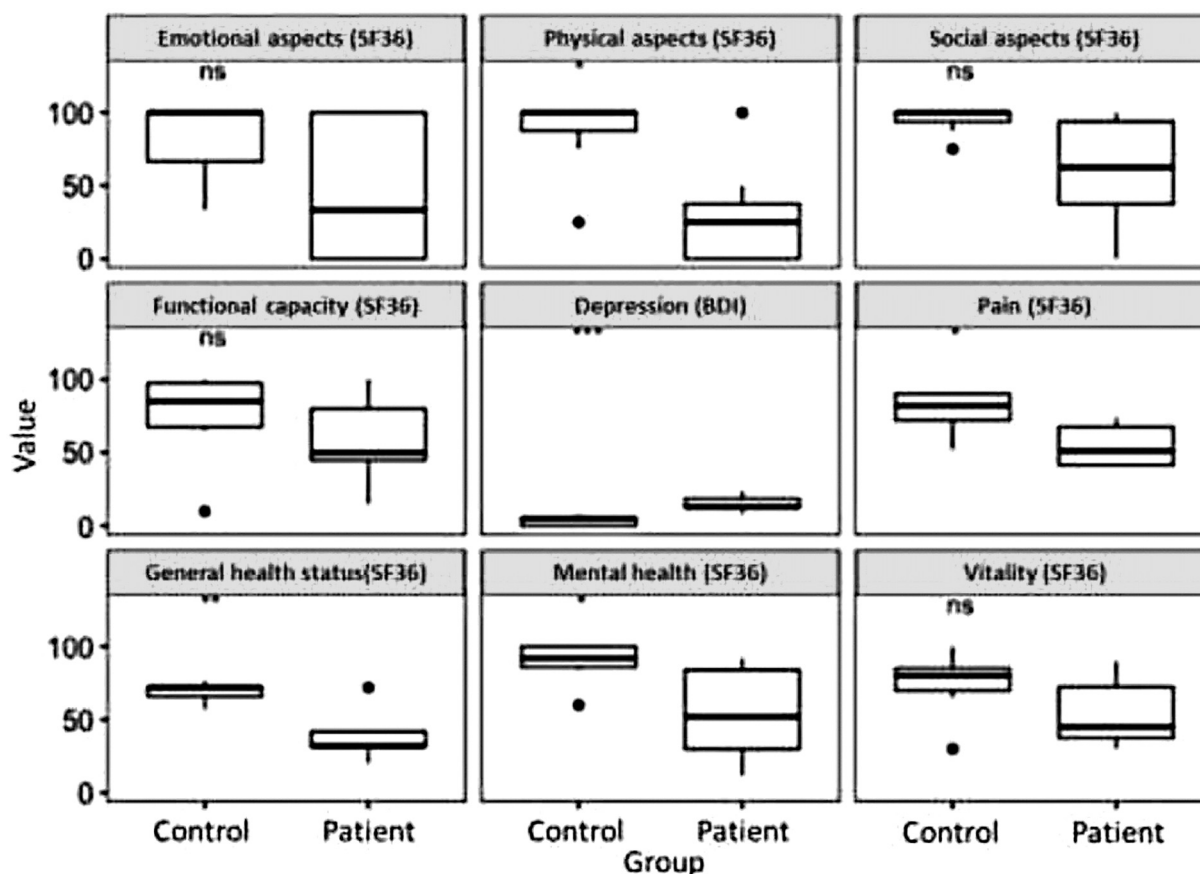 Emotional aspects (SF36)
Physical aspects (SF36)
Social aspects (SF36)
ns
*
ns
100
50
0
Functional capacity (SF36)
Depression (BDI)
Pain (SF36)
ns
***
*
100
50
0
Value
General health status(SF36)
Mental health (SF36)
Vitality (SF36)
**
*
ns
100
50
0
Control
Patient
Control
Patient
Control
Patient
Group